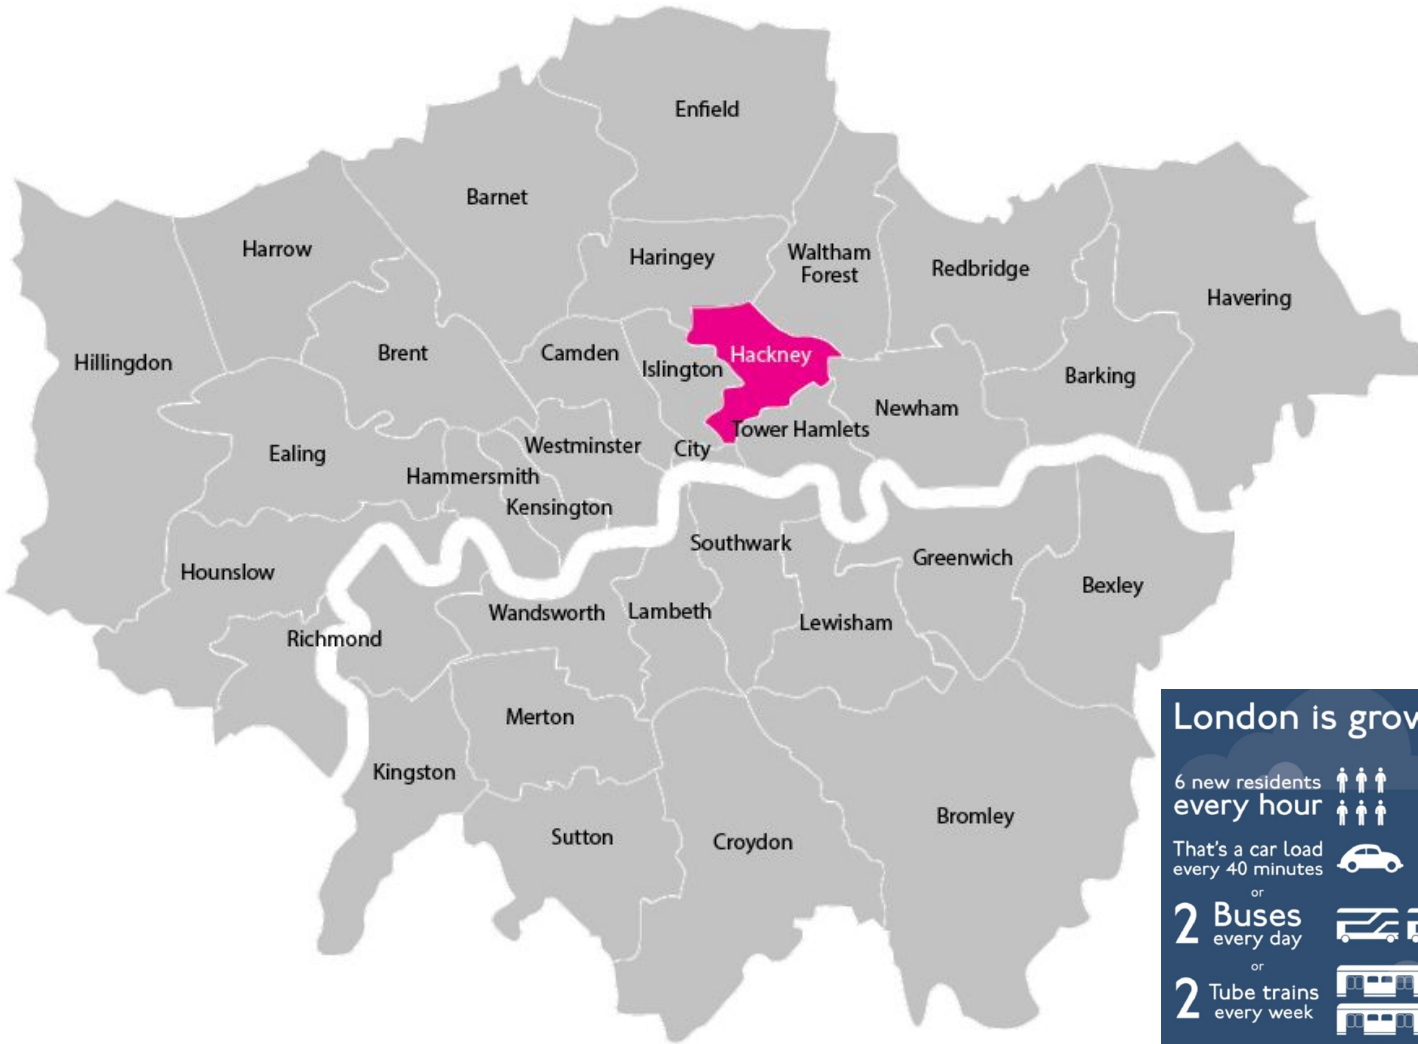 Enfield
Barnet
Harrow
Haringey
Waltham
Forest
Redbridge
Havering
Hillingdon
Brent
Camden
Islington
Hackney
Barking
Newham
Tower Hamlets
Westminster
City
Ealing
Hammersmith
Kensington
Southwark
Greenwich
Hounslow
Bexley
Wandsworth
Lambeth
Lewisham
Richmond
Merton
Kingston
Sutton
Croydon
Bromley
London is grow
6 new residents
every hour
That's a car load
every 40 minutes
or
2 Buses
every day
or
2 Tube trains
every week